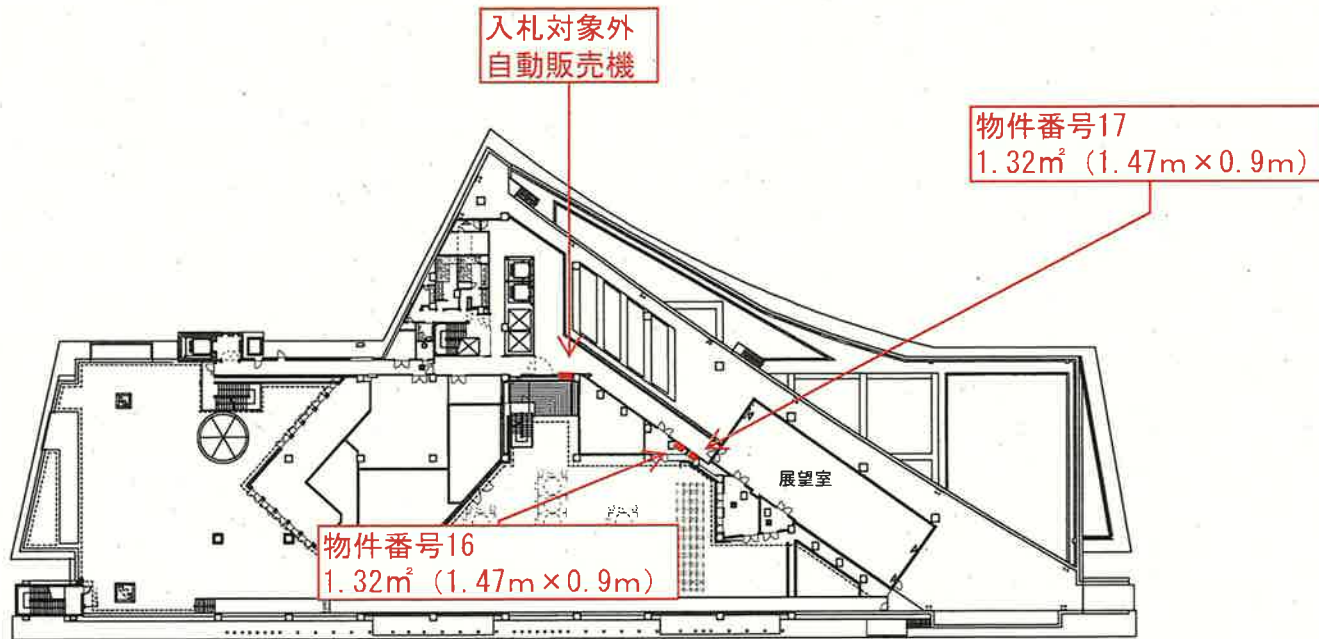 入札対象外
自動販売機
物件番号17
1.32㎡ (1.47m×0.9m)
展望室
物件番号16
1.32㎡ (1.47m×0.9m)